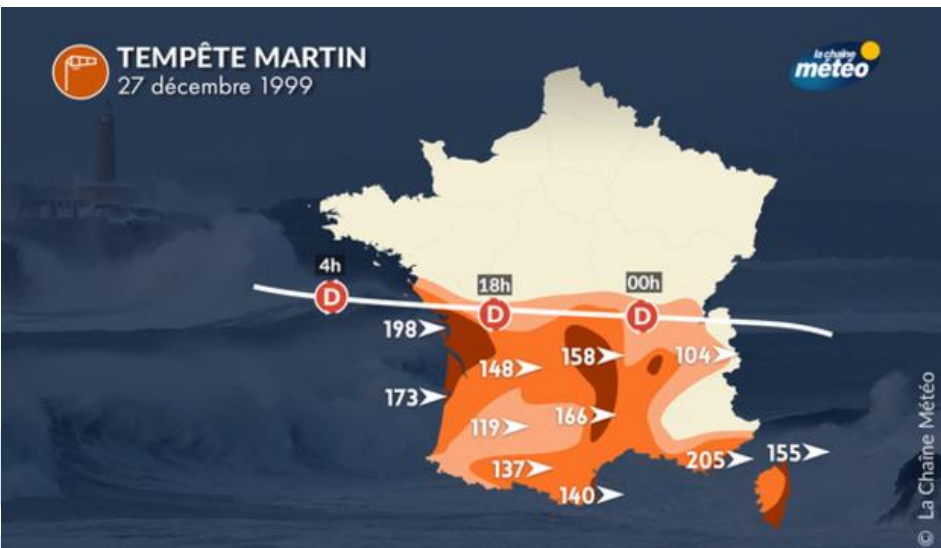 TEMPÊTE MARTIN
27 décembre 1999
la chaîne
météo
4h
D
18h
D
00h
D
198
148
158
104
173
119
166
137
140
205
155
© La Chaîne Météo